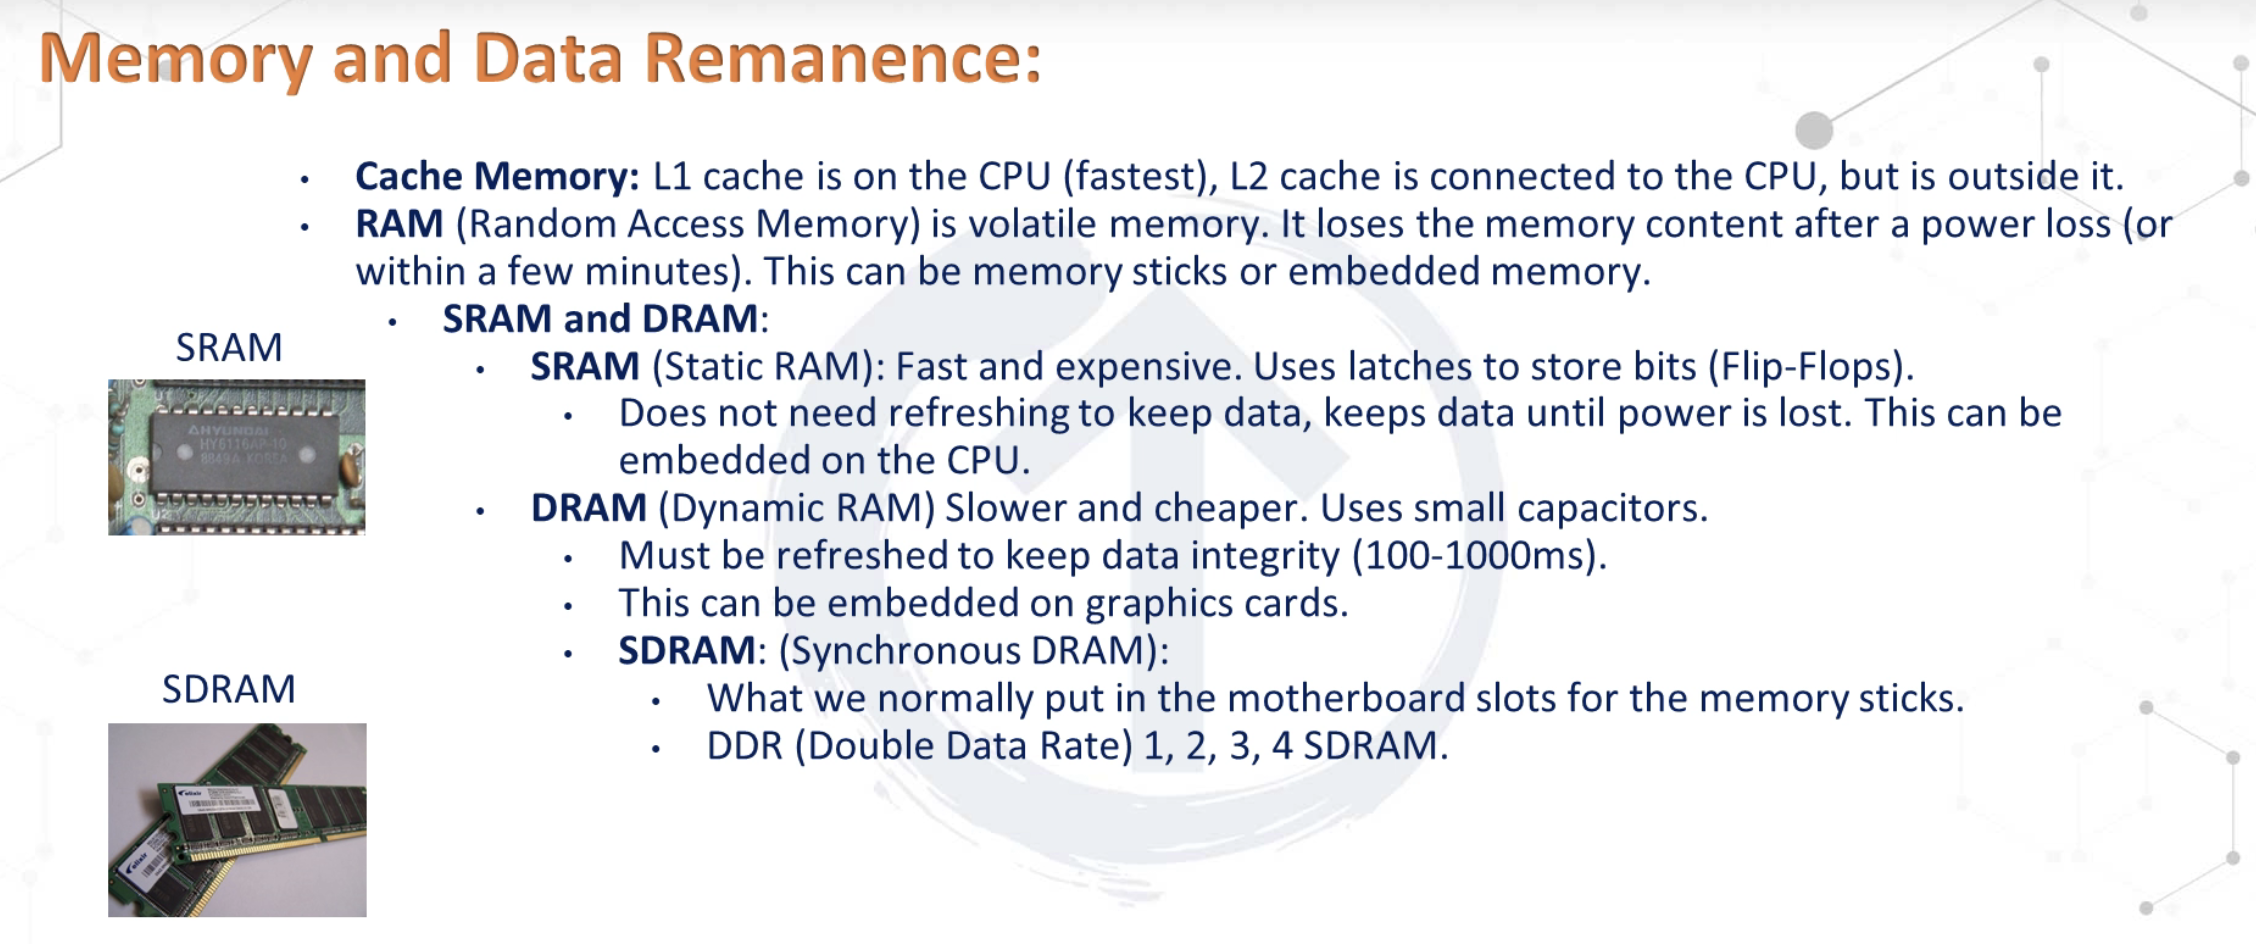 Memory and Data Remanence:
• Cache Memory: L1 cache is on the CPU (fastest), L2 cache is connected to the CPU, but is outside it.
• RAM (Random Access Memory) is volatile memory. It loses the memory content after a power loss (or
within a few minutes). This can be memory sticks or embedded memory.
• SRAM and DRAM:
• SRAM (Static RAM): Fast and expensive. Uses latches to store bits (Flip-Flops).
• Does not need refreshing to keep data, keeps data until power is lost. This can be
embedded on the CPU.
• DRAM (Dynamic RAM) Slower and cheaper. Uses small capacitors.
• Must be refreshed to keep data integrity (100-1000ms).
• This can be embedded on graphics cards.
• SDRAM: (Synchronous DRAM):
• What we normally put in the motherboard slots for the memory sticks.
• DDR (Double Data Rate) 1, 2, 3, 4 SDRAM.
SRAM
HYUNDAI
HY6116AP-10
8849A KOREA
SDRAM
elixir
elixir